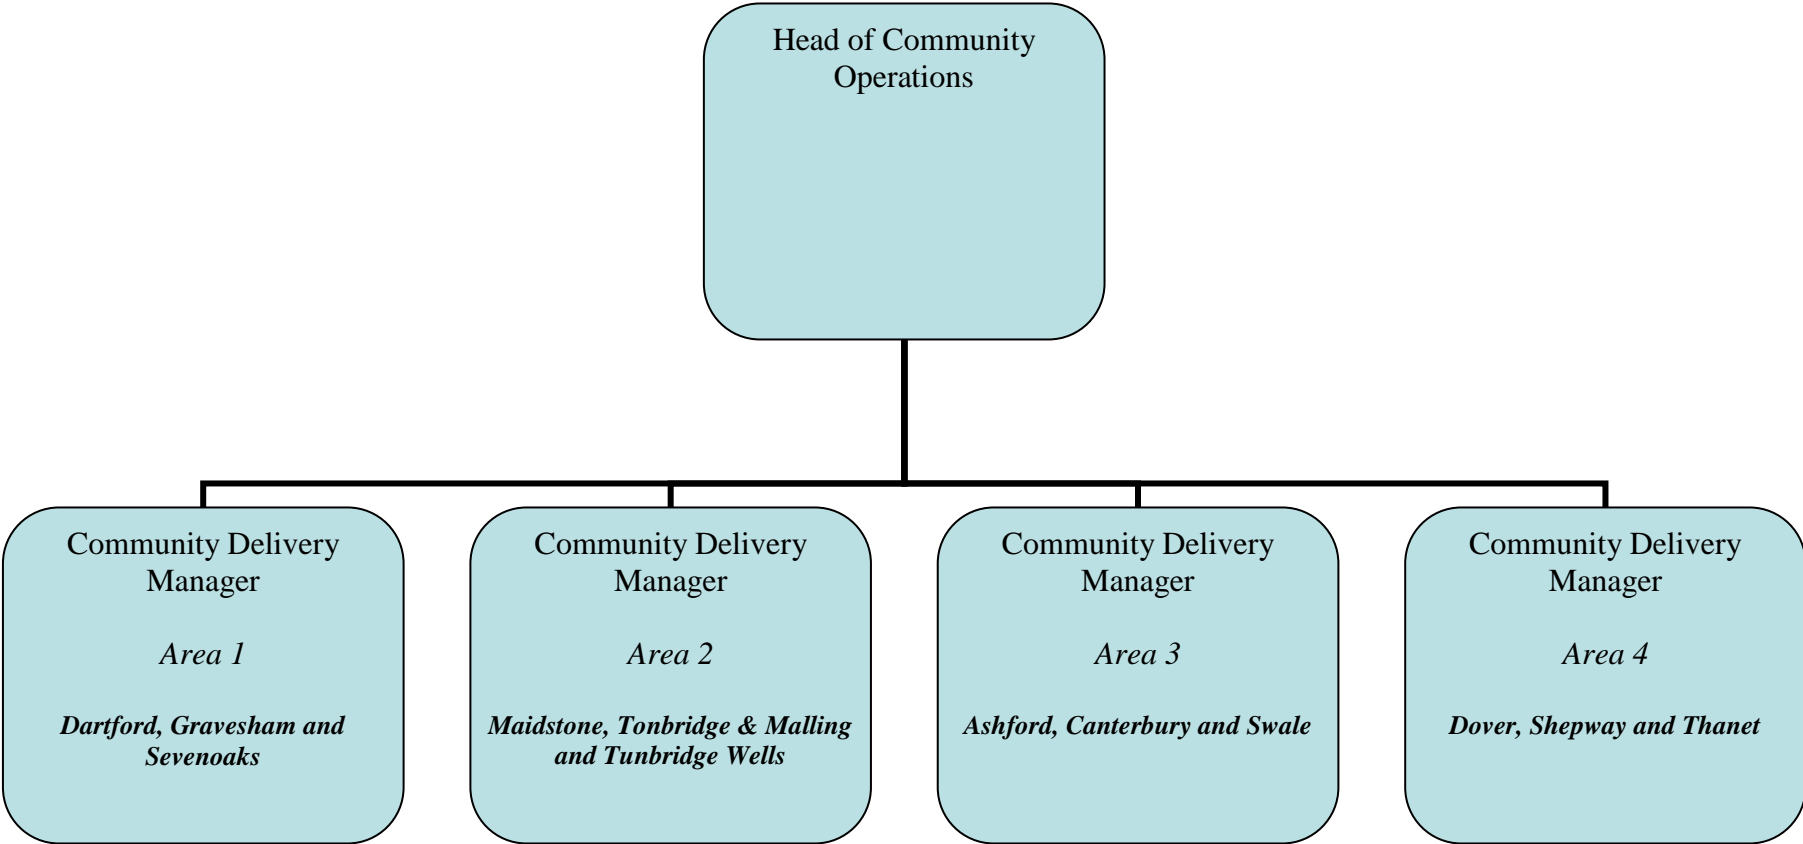 Head of Community
Operations
Community Delivery
Manager
Area 1
Dartford, Gravesham and
Sevenoaks
Community Delivery
Manager
Area 2
Maidstone, Tonbridge & Malling
and Tunbridge Wells
Community Delivery
Manager
Area 3
Ashford, Canterbury and Swale
Community Delivery
Manager
Area 4
Dover, Shepway and Thanet